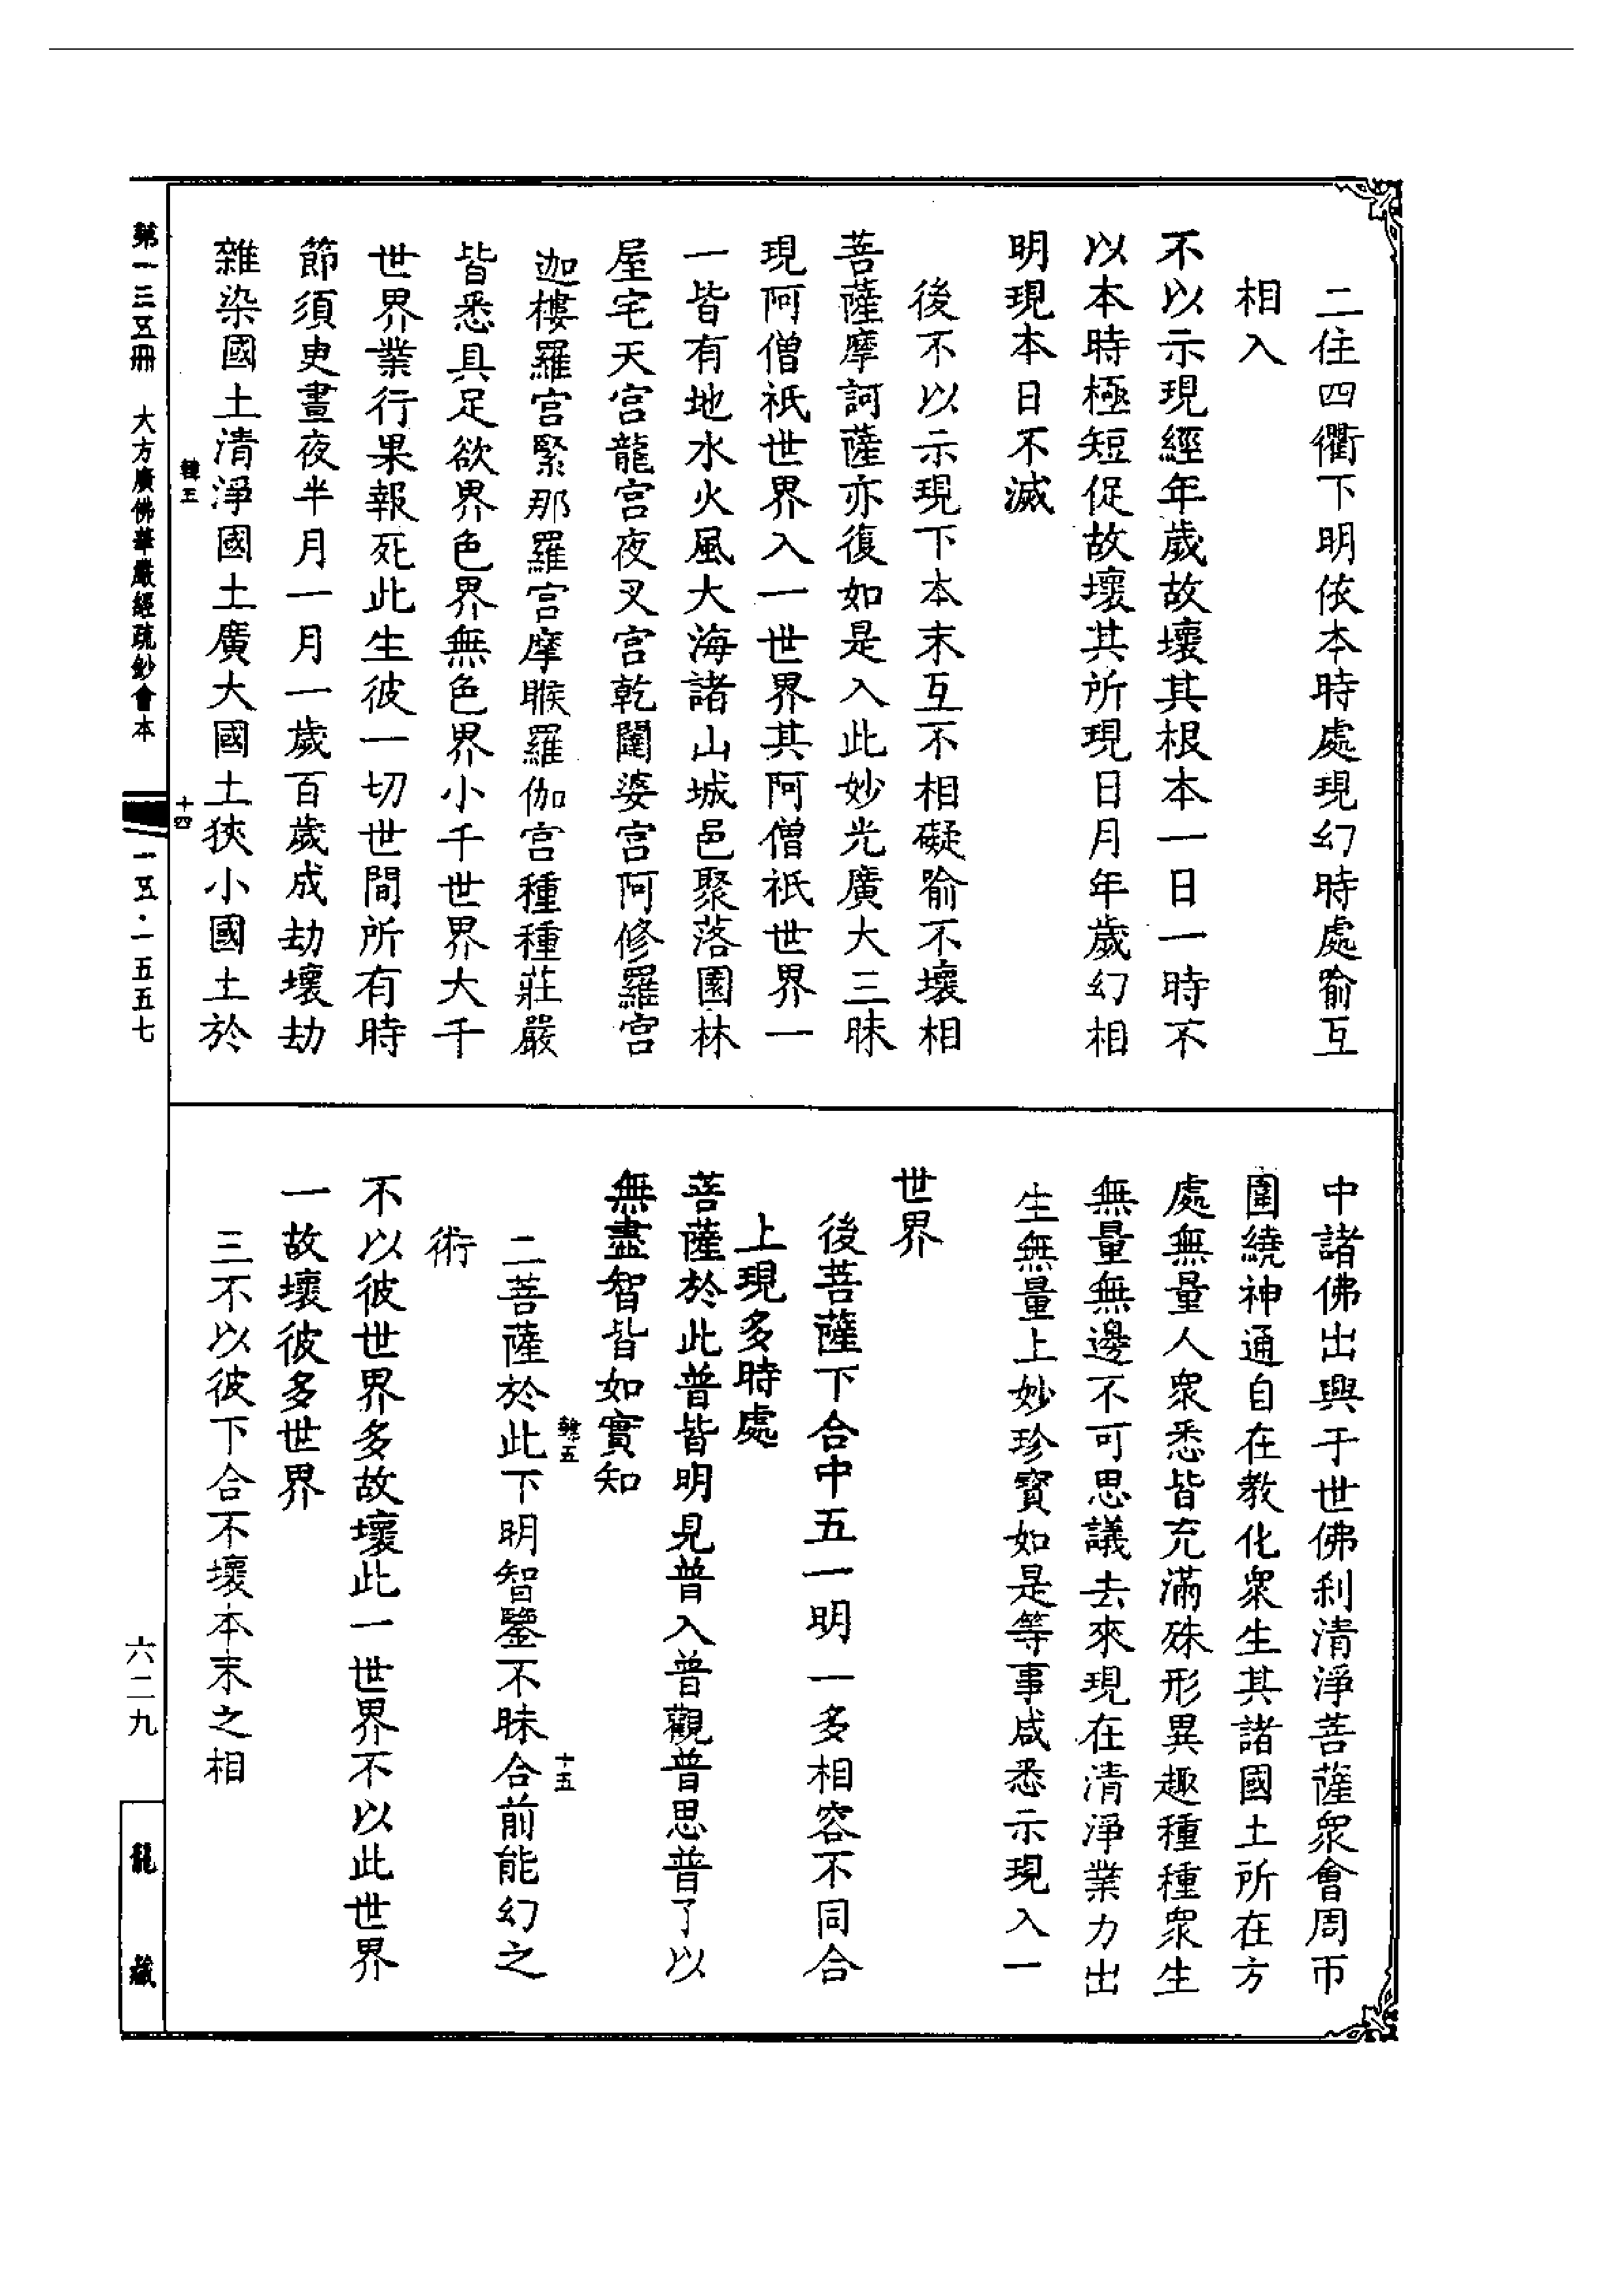 二住四衢下明依本時處現幻時處喻互
相入
不以示現經年歲故壞其根本一日一時不
以本時極短促故壞其所現日月年歲幻相
明現本日不滅
後不以示現下本末互不相礙喻不壞相
菩薩摩訶薩亦復如是入此妙光廣大三昧
現阿僧祇世界入一世界其阿僧祇世界一
一皆有地水火風大海諸山城邑聚落園林
屋宅天宮龍宮夜叉宮乾闥婆宮阿修羅宮
迦樓羅宮緊那羅宮摩睺羅伽宮種種莊嚴
皆悉具足欲界色界無色界小千世界大千
世界業行果報死此生彼一切世間所有時
節須臾晝夜半月一月一歲百歲成劫壞劫
雜染國土清淨國土廣大國土狹小國土於
韓五
十四
中諸佛出興于世佛刹清淨菩薩眾會周帀
圍繞神通自在教化眾生其諸國土所在方
處無量人眾悉皆充滿殊形異趣種種眾生
無量無邊不可思議去來現在清淨業力出
生無量上妙珍寶如是等事咸悉示現入一
世界
後菩薩下合中五一明一多相容不同合
上現多時處
菩薩於此普皆明見普入普觀普思普了以
無盡智皆如實知
韓五
十五
二菩薩於此下明智鑒不昧合前能幻之
術
不以彼世界多故壞此一世界不以此世界
一故壞彼多世界
三不以彼下合不壞本末之相
第一三五冊 大方廣佛華嚴經疏鈔會本
一五·一五五七
六二九
龍藏